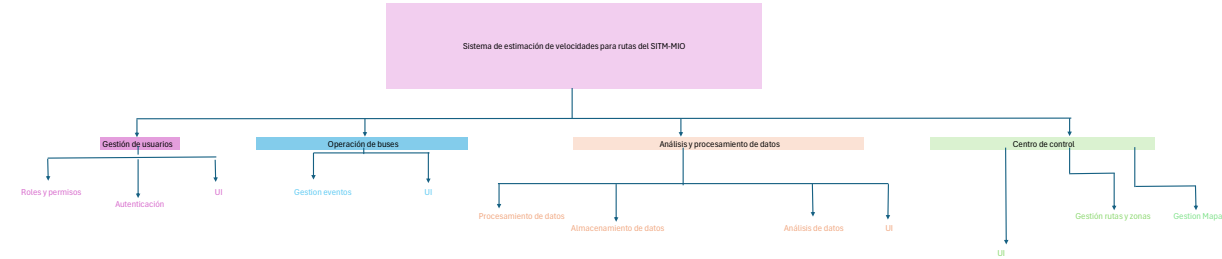 Sistema de estimación de velocidades para rutas del SITM-MIO
Gestión de usuarios
Operación de buses
Análisis y procesamiento de datos
Centro de control
Roles y permisos
Autenticación
UI
Gestion eventos
UI
Procesamiento de datos
Almacenamiento de datos
Análisis de datos
UI
UI
Gestión rutas y zonas
Gestion Mapa